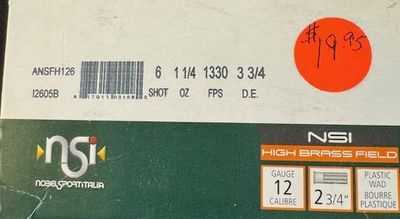 $19.95
ANSFH126
I2605B
6 1 1/4 1330 3 3/4
SHOT OZ FPS D.E.
nsi
NOBELSPORTITALIA
NSI
HIGH BRASS FIELD
GAUGE
12
CALIBRE
2 3/4"
PLASTIC
WAD
BOURRE
PLASTIQUE